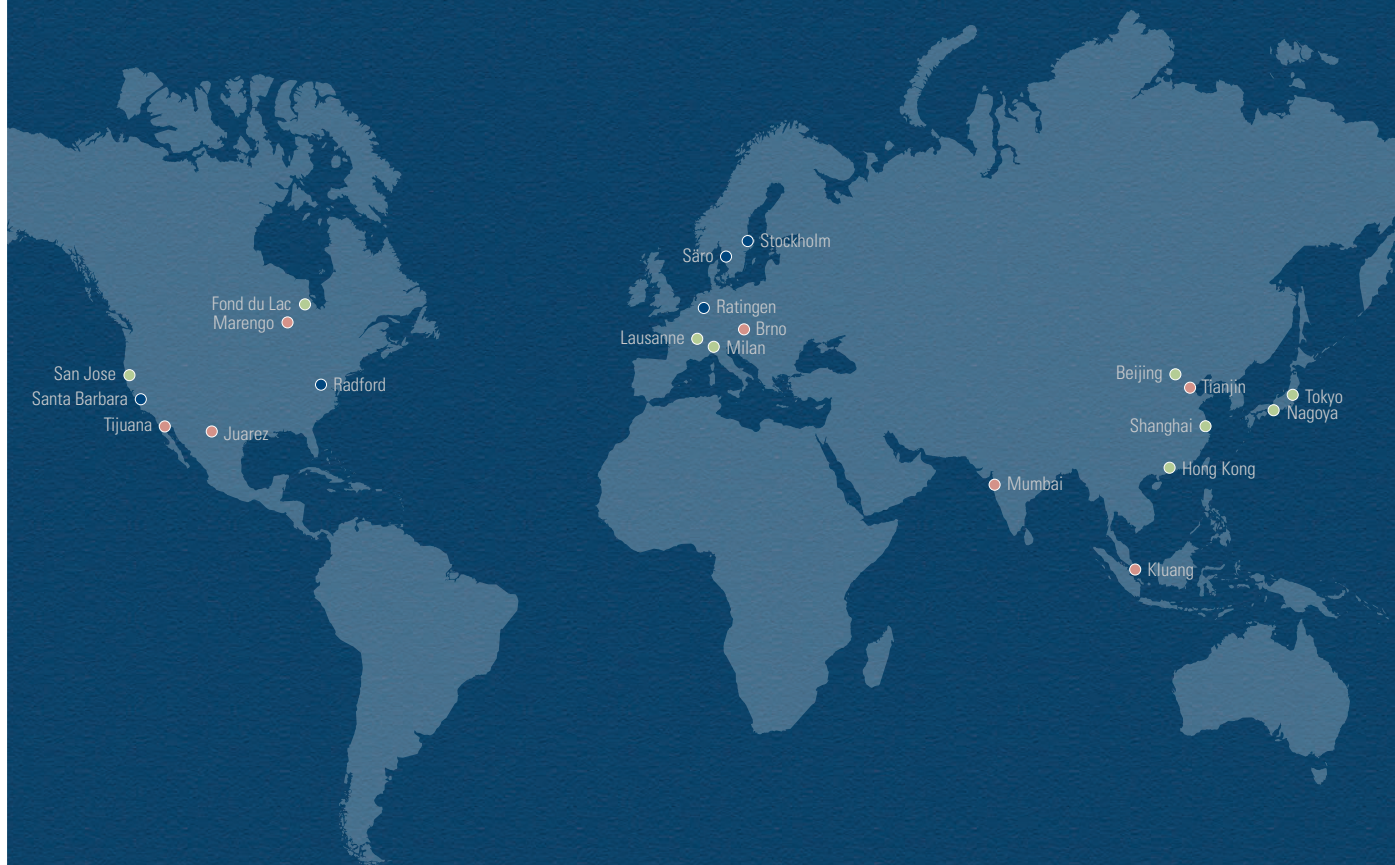 Stockholm
Säro
Fond du Lac
Marengo
Ratingen
Brno
Lausanne
Milan
San Jose
Santa Barbara
Radford
Tijuana
Juarez
Beijing
Tianjin
Tokyo
Nagoya
Shanghai
Hong Kong
Mumbai
Kluang